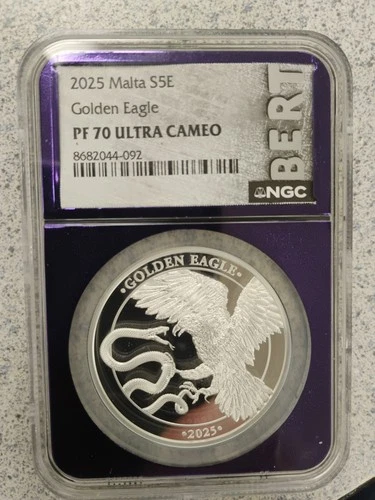 2025 Malta S5E
Golden Eagle
PF 70 ULTRA CAMEO
8682044-092
BERT
NGC
·GOLDEN EAGLE·
·2025·